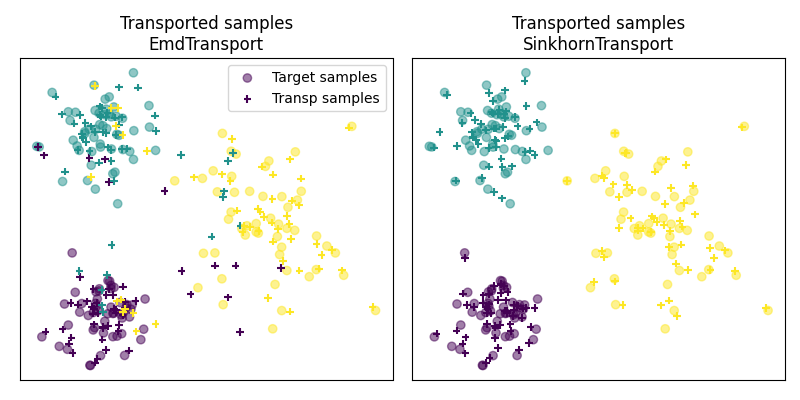 Transported samples
EmdTransport
Target samples
Transp samples
Transported samples
SinkhornTransport